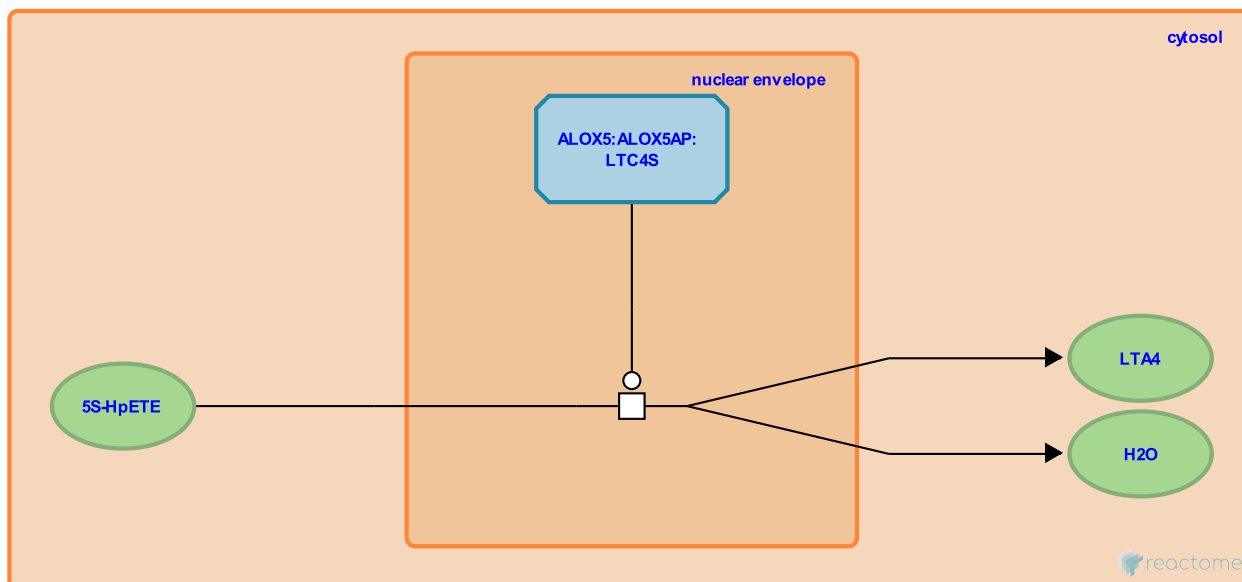 cytosol
nuclear envelope
ALOX5:ALOX5AP:
LTC4S
5S-HpETE
LTA4
H2O
reactome